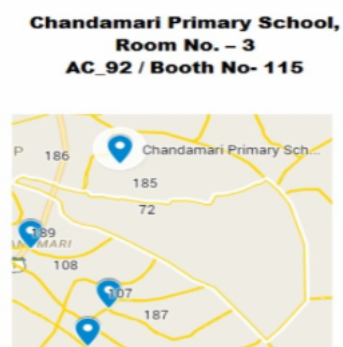 Chandamari Primary School,
Room No. – 3
AC_92 / Booth No- 115
P
186
Chandamari Primary Sch...
185
72
189
MARI
108
107
187